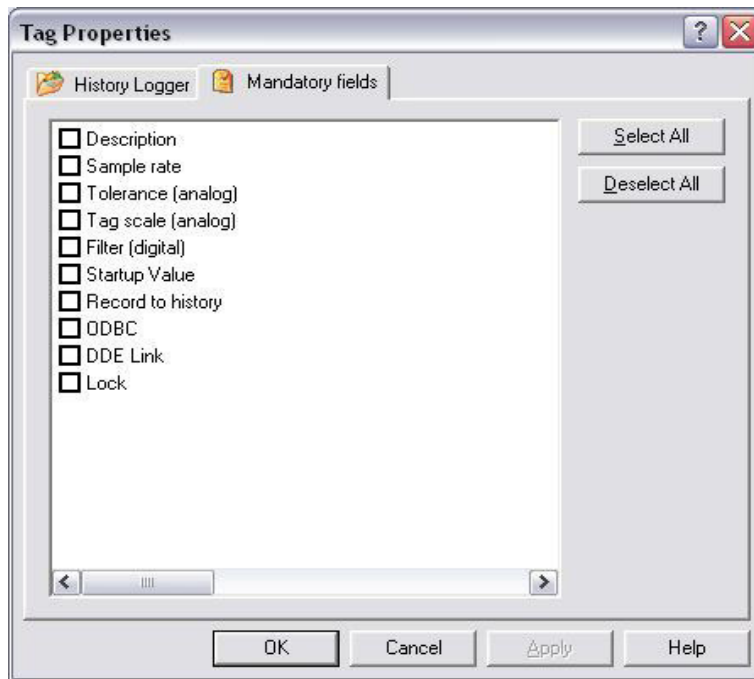 Tag Properties
History Logger
Mandatory fields
Description
Sample rate
Tolerance (analog)
Tag scale (analog)
Filter (digital)
Startup Value
Record to history
ODBC
DDE Link
Lock
Select All
Deselect All
OK
Cancel
Apply
Help